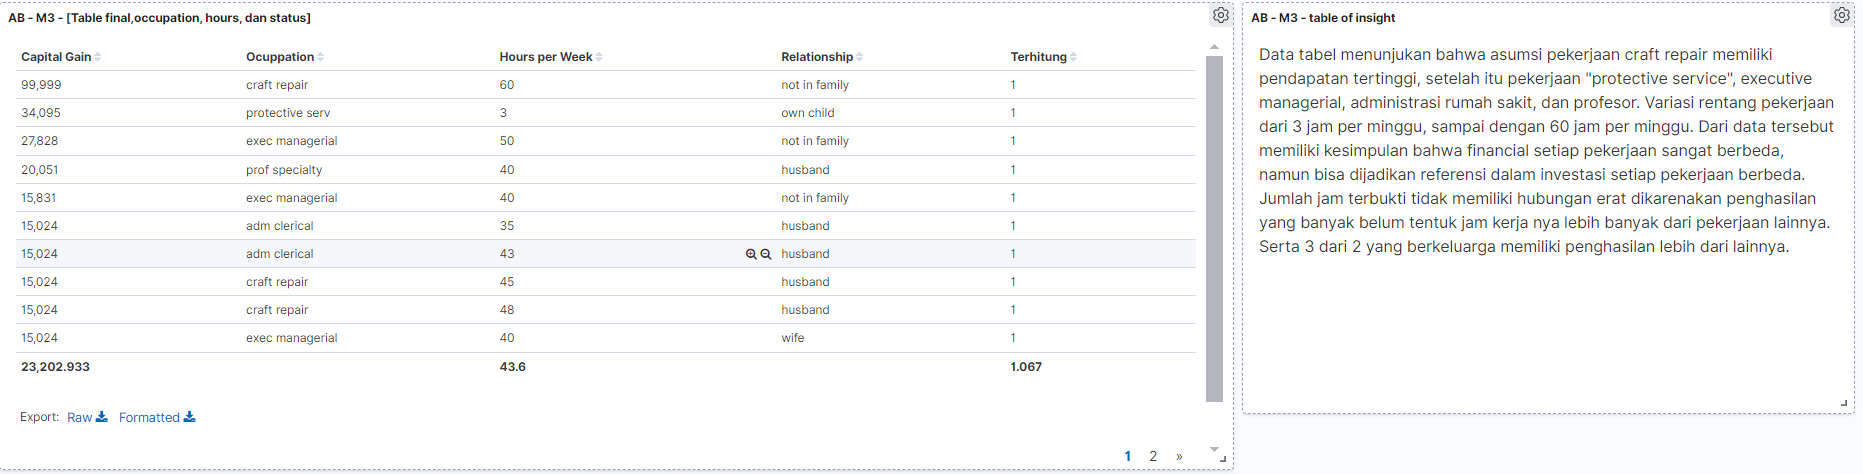 AB - M3 - [Table final,occupation, hours, dan status]
Capital Gain Ocuppation Hours per Week Relationship Terhitung
99,999 craft repair 60 not in family 1
34,095 protective serv 3 own child 1
27,828 exec managerial 50 not in family 1
20,051 prof specialty 40 husband 1
15,831 exec managerial 40 not in family 1
15,024 adm clerical 35 husband 1
15,024 adm clerical 43 husband 1
15,024 craft repair 45 husband 1
15,024 craft repair 48 husband 1
15,024 exec managerial 40 wife 1
23,202.933 43.6 1.067
Export: Raw Formatted
1 2 »
AB - M3 - table of insight
Data tabel menunjukan bahwa asumsi pekerjaan craft repair memiliki
pendapatan tertinggi, setelah itu pekerjaan "protective service", executive
managerial, administrasi rumah sakit, dan profesor. Variasi rentang pekerjaan
dari 3 jam per minggu, sampai dengan 60 jam per minggu. Dari data tersebut
memiliki kesimpulan bahwa financial setiap pekerjaan sangat berbeda,
namun bisa dijadikan referensi dalam investasi setiap pekerjaan berbeda.
Jumlah jam terbukti tidak memiliki hubungan erat dikarenakan penghasilan
yang banyak belum tentuk jam kerja nya lebih banyak dari pekerjaan lainnya.
Serta 3 dari 2 yang berkeluarga memiliki penghasilan lebih dari lainnya.